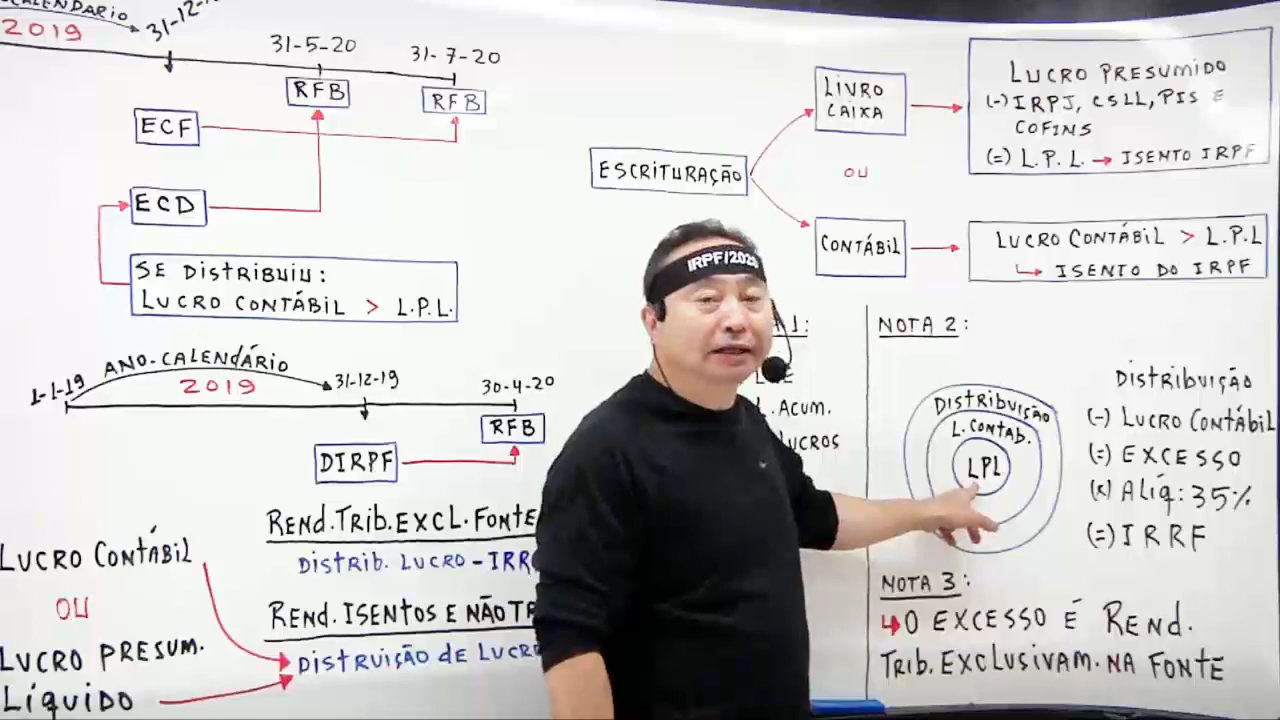 2019
31-12-
31-5-20
31-7-20
RFB
RFB
ECF
ECD
SE DISTRIBUIU:
LUCRO CONTÁBIL > L.P.L.
1-1-19
ANO-CALENDÁRIO
2019
31-12-19
30-4-20
RFB
DIRPF
LUCRO CONTÁBIL
OU
LUCRO PRESUM.
LÍQUIDO
REND.TRIB.EXCL.FONTE
DISTRIB. LUCRO - IRR
REND. ISENTOS E NÃO TR
DISTRUIÇÃO DE LUCRO
IRPF/2020
ESCRITURAÇÃO
LIVRO
CAIXA
OU
CONTÁBIL
LUCRO PRESUMIDO
(-) IRPJ, CSLL, PIS E
COFINS
(=) L.P.L. → ISENTO IRPF
LUCRO CONTÁBIL > L.P.L
ISENTO DO IRPF
1:
L. ACUM.
LUCROS
NOTA 2:
DISTRIBUIÇÃO
L. CONTAB.
LPL
DISTRIBUIÇÃO
(-) LUCRO CONTÁBIL
(=) EXCESSO
(x) ALÍQ: 35%
(=) IRRF
NOTA 3:
O EXCESSO É REND.
TRIB. EXCLUSIVAM. NA FONTE